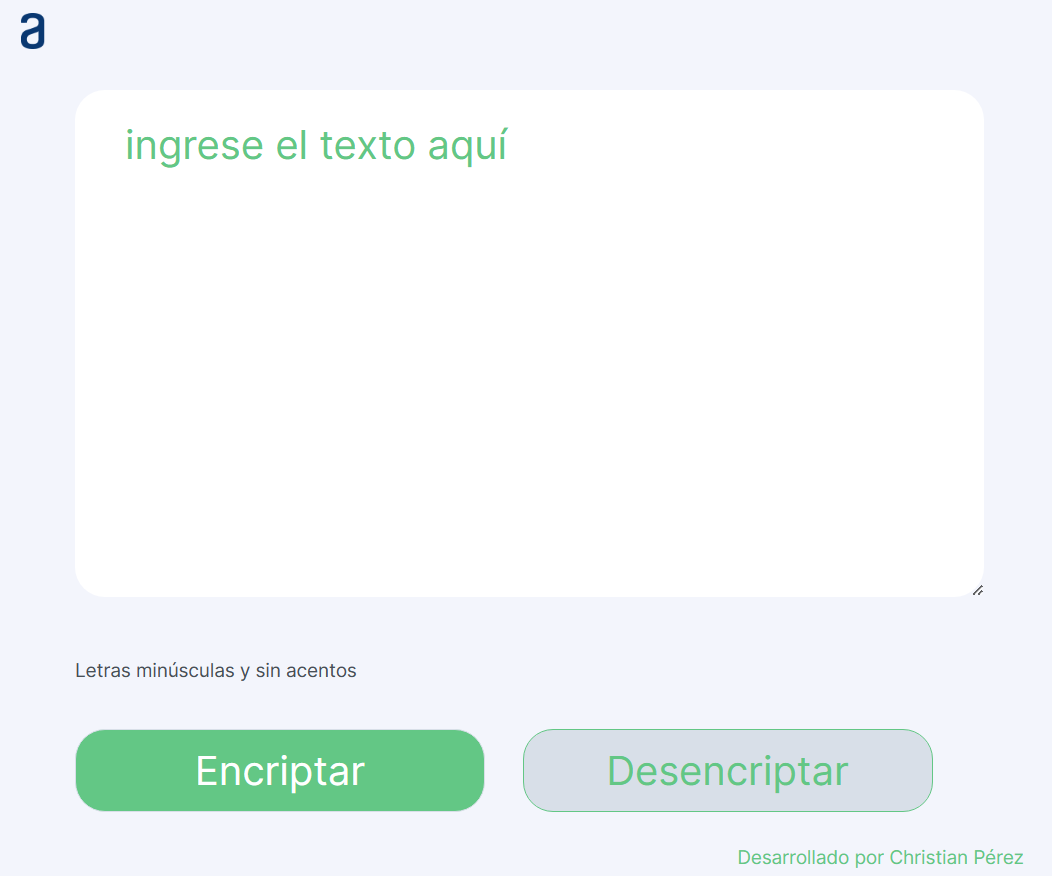 a
ingrese el texto aquí
Letras minúsculas y sin acentos
Encriptar
Desencriptar
Desarrollado por Christian Pérez